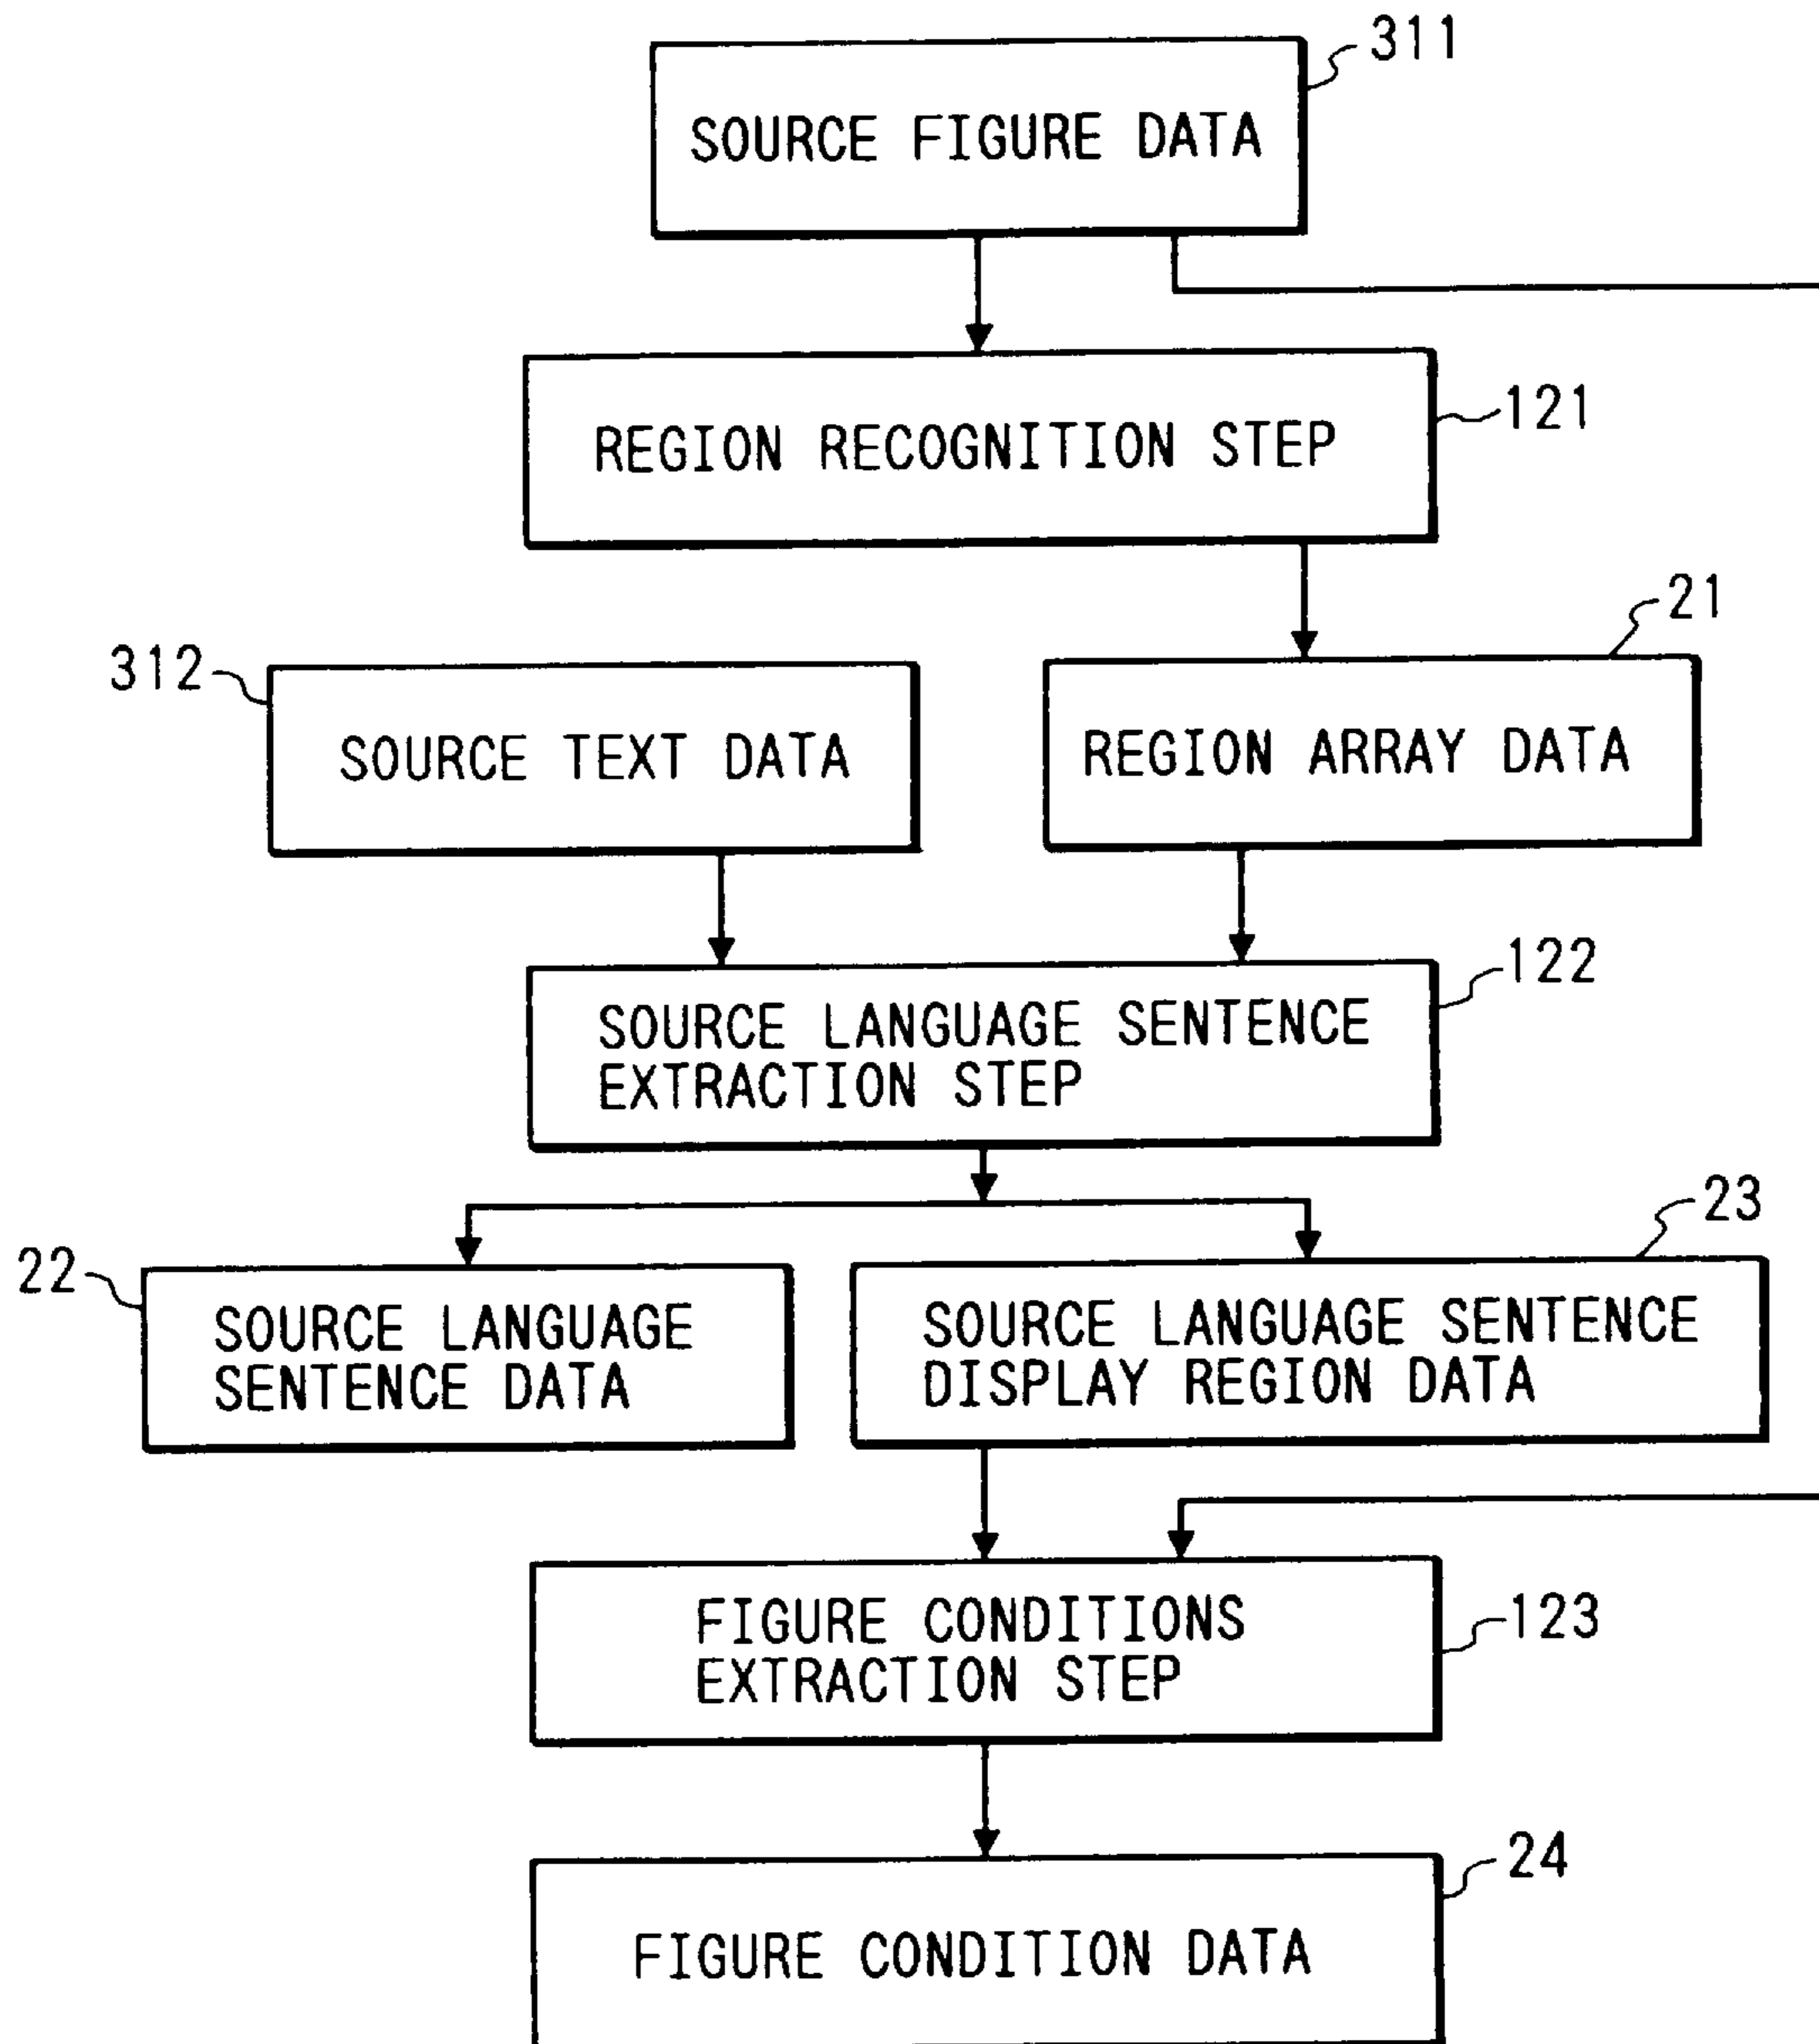 311
SOURCE FIGURE DATA
REGION RECOGNITION STEP
121
21
312
SOURCE TEXT DATA
REGION ARRAY DATA
122
SOURCE LANGUAGE SENTENCE
EXTRACTION STEP
23
22
SOURCE LANGUAGE
SENTENCE DATA
SOURCE LANGUAGE SENTENCE
DISPLAY REGION DATA
FIGURE CONDITIONS
EXTRACTION STEP
123
24
FIGURE CONDITION DATA